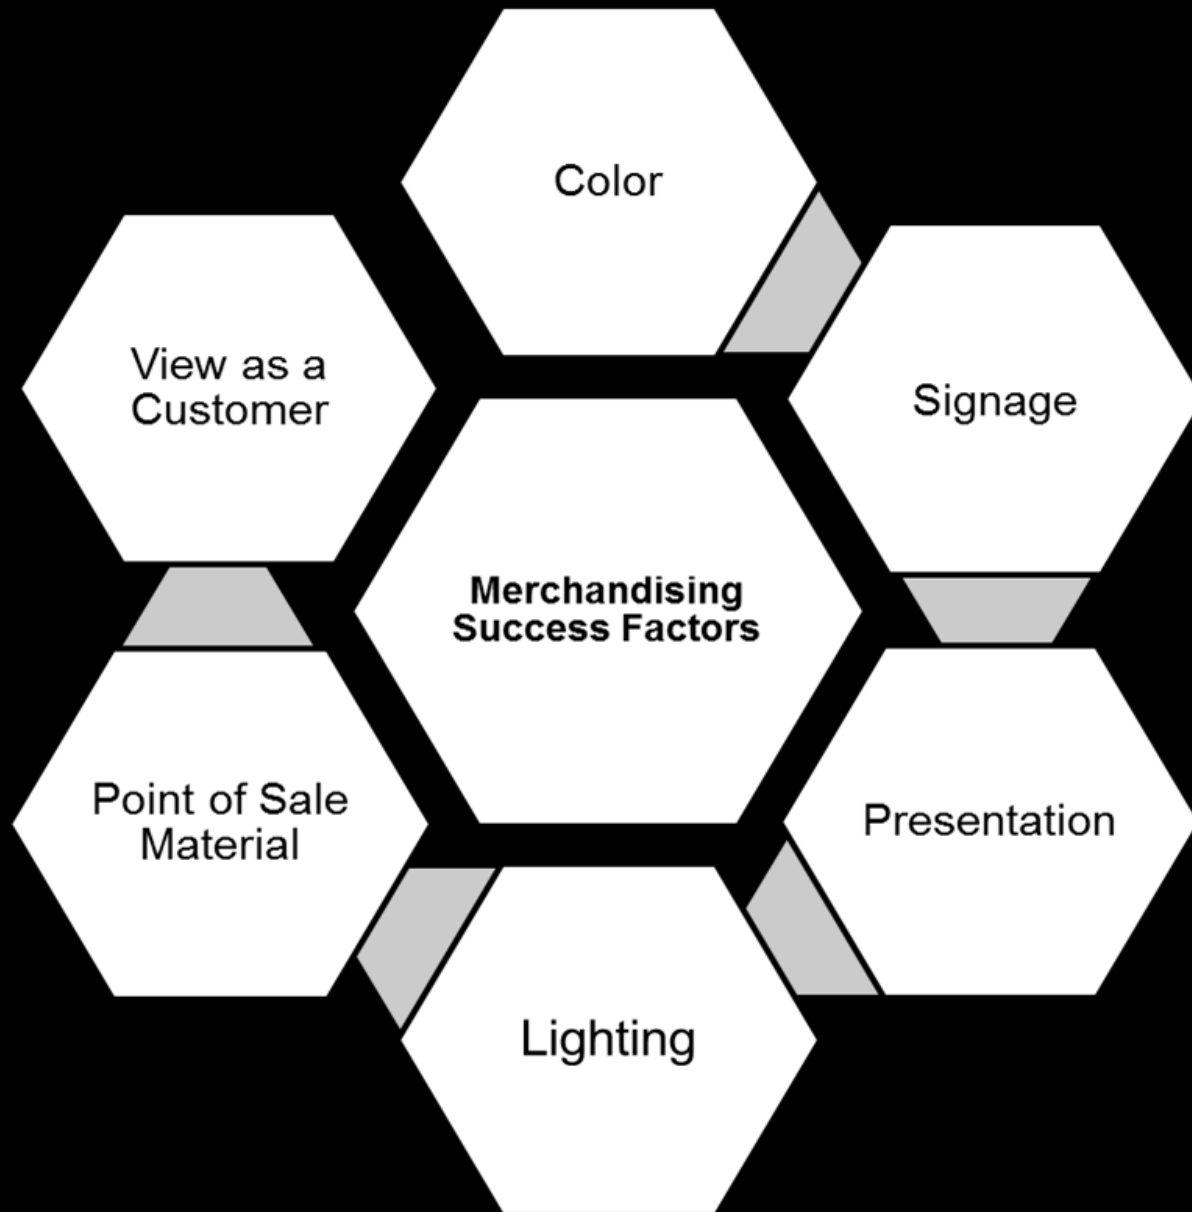 Color
Signage
View as a
Customer
Merchandising
Success Factors
Point of Sale
Material
Presentation
Lighting